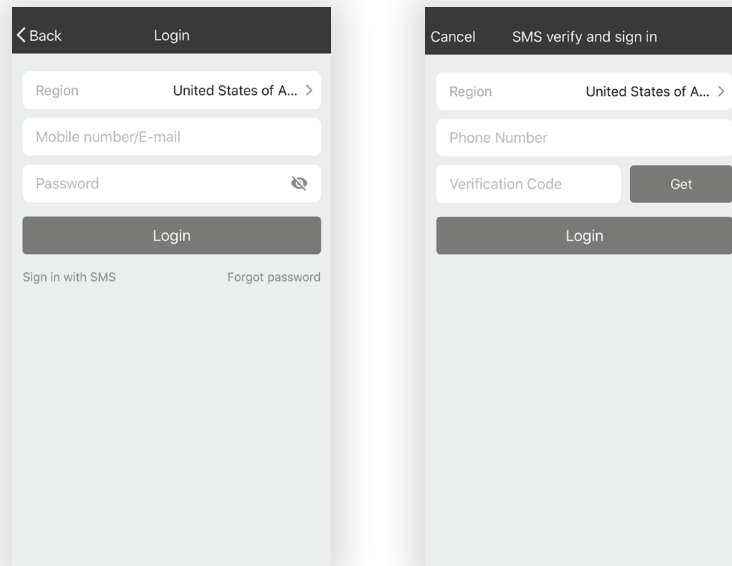 Back Login
Region United States of A...
Mobile number/E-mail
Password
Login
Sign in with SMS Forgot password
Cancel SMS verify and sign in
Region United States of A...
Phone Number
Verification Code Get
Login